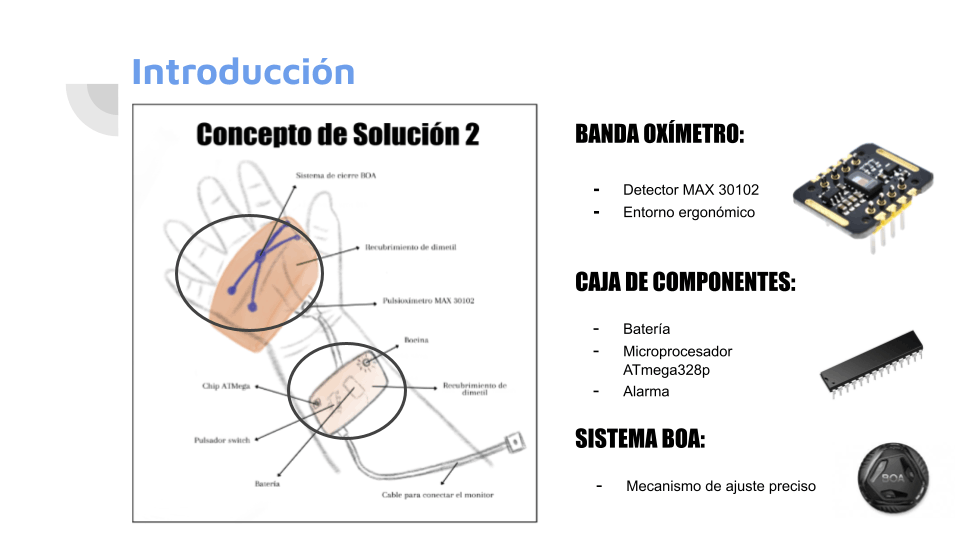 Introducción
Concepto de Solución 2
Sistema de cierre BOA
Recubrimiento de dimetil
Pulsioximetro MAX 30102
Bocina
Chip ATMega
Recubrimiento de
dimetil
Pulsador switch
Batería
Cable para conectar el monitor
BANDA OXÍMETRO:
- Detector MAX 30102
- Entorno ergonómico
CAJA DE COMPONENTES:
- Batería
- Microprocesador
ATmega328p
- Alarma
SISTEMA BOA:
- Mecanismo de ajuste preciso
BOA